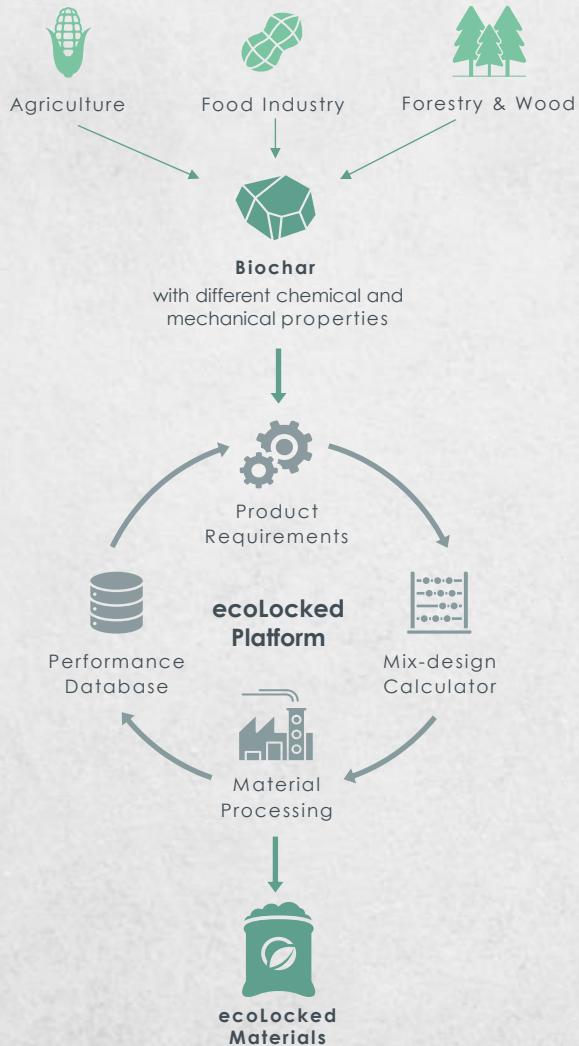 Agriculture
Food Industry
Forestry & Wood
Biochar
with different chemical and
mechanical properties
Product
Requirements
ecoLocked
Platform
Performance
Database
Mix-design
Calculator
Material
Processing
ecoLocked
Materials